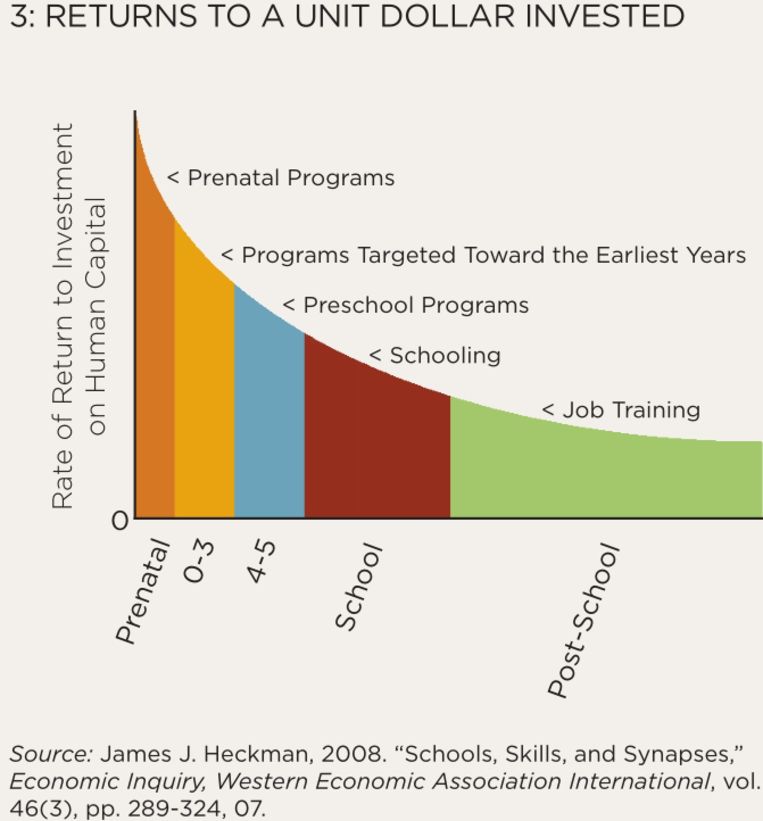 3: RETURNS TO A UNIT DOLLAR INVESTED
Rate of Return to Investment
on Human Capital
< Prenatal Programs
< Programs Targeted Toward the Earliest Years
< Preschool Programs
< Schooling
< Job Training
0
Prenatal
0-3
4-5
School
Post-School
Source: James J. Heckman, 2008. “Schools, Skills, and Synapses,”
Economic Inquiry, Western Economic Association International, vol.
46(3), pp. 289-324, 07.